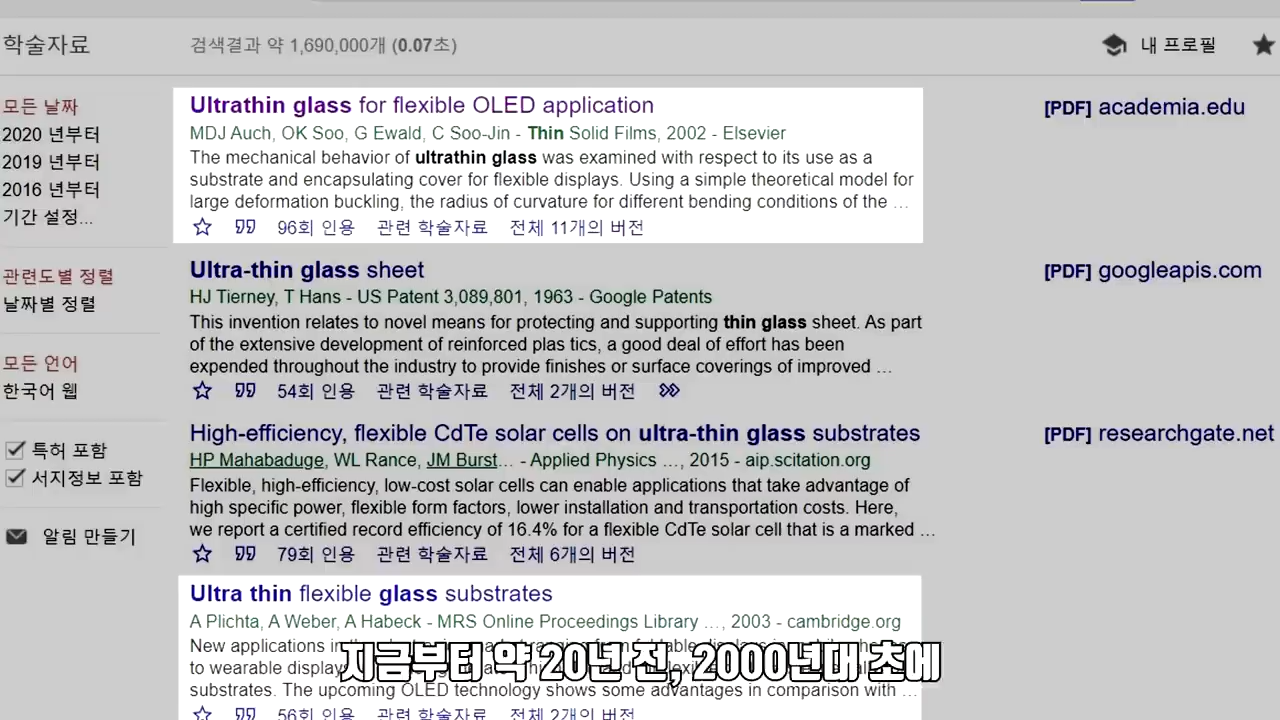 학술자료
검색결과 약 1,690,000개 (0.07초)
내 프로필
모든 날짜
2020 년부터
2019 년부터
2016 년부터
기간 설정...
관련도별 정렬
날짜별 정렬
모든 언어
한국어 웹
특허 포함
서지정보 포함
알림 만들기
Ultrathin glass for flexible OLED application
MDJ Auch, OK Soo, G Ewald, C Soo-Jin - Thin Solid Films, 2002 - Elsevier
The mechanical behavior of ultrathin glass was examined with respect to its use as a
substrate and encapsulating cover for flexible displays. Using a simple theoretical model for
large deformation buckling, the radius of curvature for different bending conditions of the …
96회 인용 관련 학술자료 전체 11개의 버전
[PDF] academia.edu
Ultra-thin glass sheet
HJ Tierney, T Hans - US Patent 3,089,801, 1963 - Google Patents
This invention relates to novel means for protecting and supporting thin glass sheet. As part
of the extensive development of reinforced plas tics, a good deal of effort has been
expended throughout the industry to provide finishes or surface coverings of improved …
54회 인용 관련 학술자료 전체 2개의 버전
[PDF] googleapis.com
High-efficiency, flexible CdTe solar cells on ultra-thin glass substrates
HP Mahabaduge, WL Rance, JM Burst… - Applied Physics …, 2015 - aip.scitation.org
Flexible, high-efficiency, low-cost solar cells can enable applications that take advantage of
high specific power, flexible form factors, lower installation and transportation costs. Here,
we report a certified record efficiency of 16.4% for a flexible CdTe solar cell that is a marked …
79회 인용 관련 학술자료 전체 6개의 버전
[PDF] researchgate.net
Ultra thin flexible glass substrates
A Plichta, A Weber, A Habeck - MRS Online Proceedings Library …, 2003 - cambridge.org
New applications in
to wearable
substrates. The upcoming OLED technology shows some advantages in comparison with …
56회 인용 관련 학술자료 전체 2개의 버전
지금부터 약 20년 전, 2000년대 초에